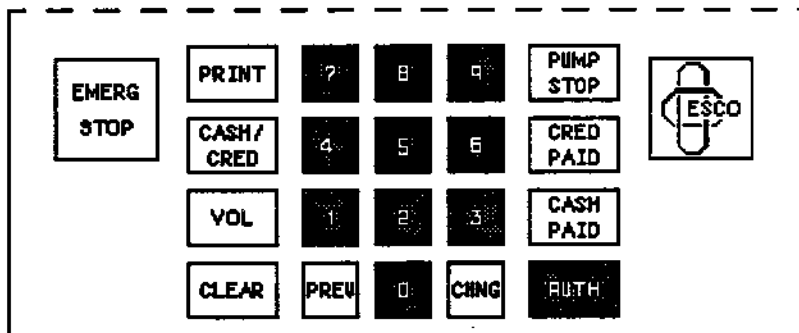 EMERG
STOP
PRINT
7
8
9
PUMP
STOP
ESCO
CASH/
CRED
4
5
6
CRED
PAID
VOL
1
2
3
CASH
PAID
CLEAR
PREV
0
CHNG
AUTH